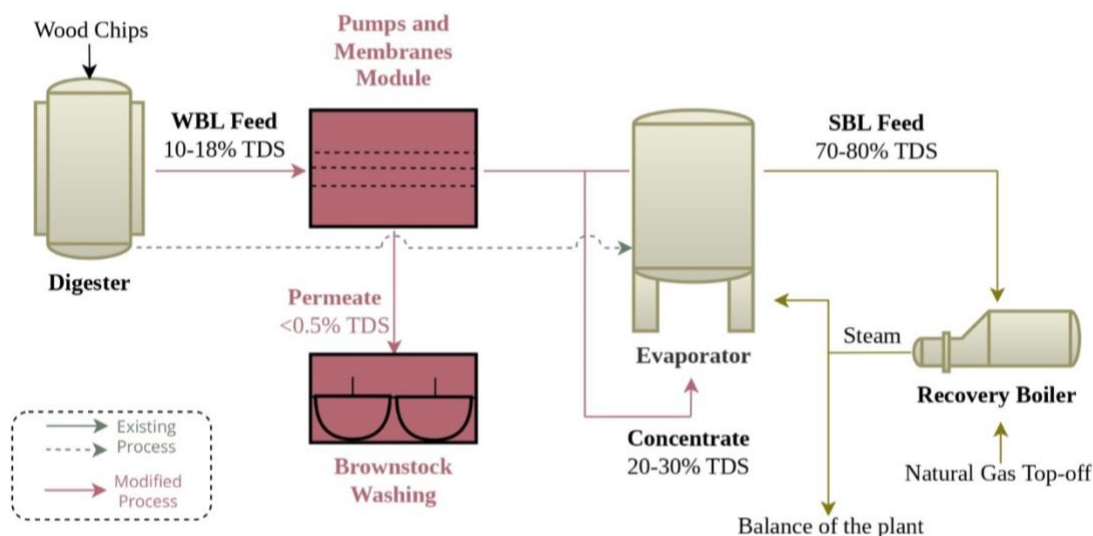 Wood Chips
Pumps and
Membranes
Module
WBL Feed
10-18% TDS
SBL Feed
70-80% TDS
Digester
Permeate
<0.5% TDS
Evaporator
Steam
Recovery Boiler
Existing
Process
Modified
Process
Brownstock
Washing
Concentrate
20-30% TDS
Natural Gas Top-off
Balance of the plant